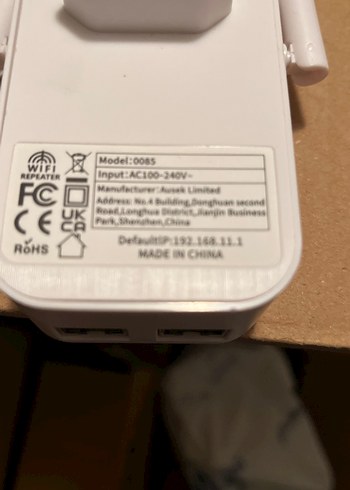 WIFI
REPEATER
FC
CE
UK
CA
RoHS
Model:0085
Input:AC100-240V~
Manufacturer:Ausek Limited
Address: No.4 Building,Donghuan second
Road,Longhua District,Jianjin Business
Park,Shenzhen,China
DefaultIP:192.168.11.1
MADE IN CHINA